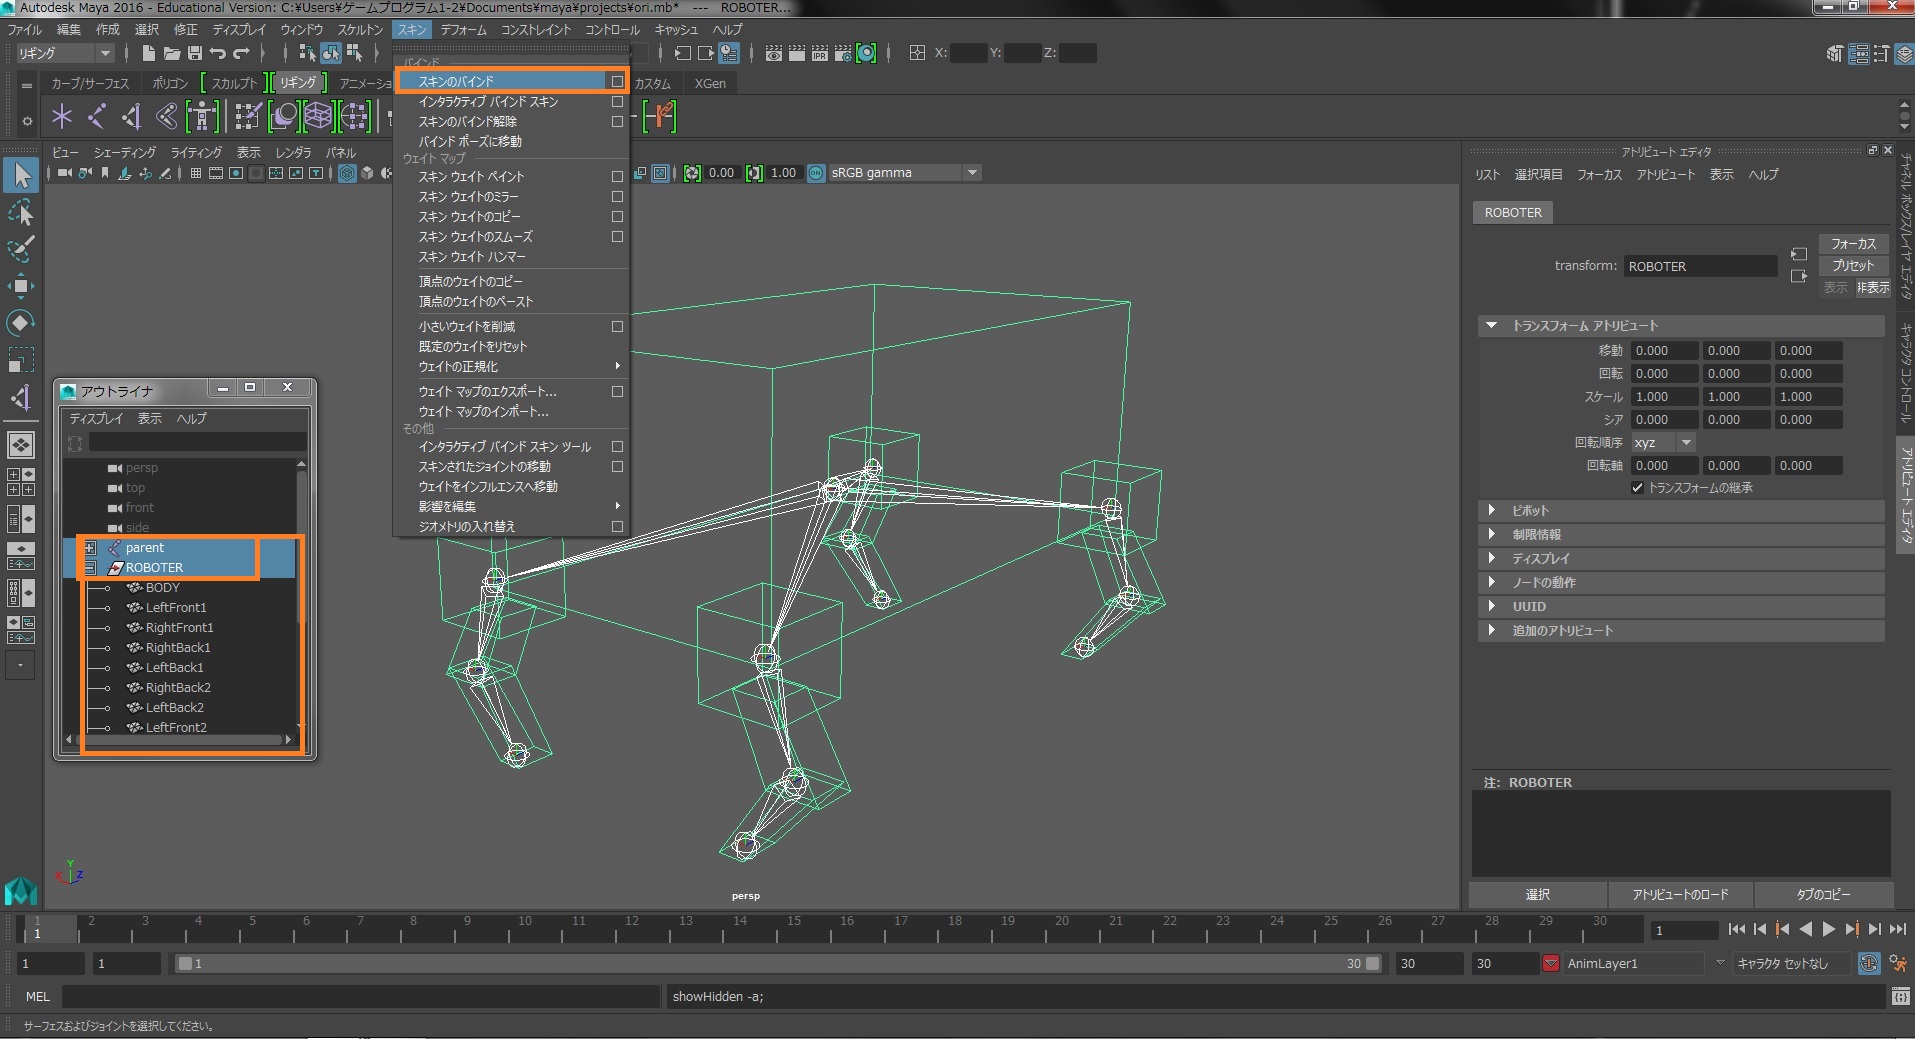 Autodesk Maya 2016 - Educational Version: C:¥Users¥ゲームプログラム1-2¥Documents¥maya¥projects¥ori.mb* --- ROBOTER...
ファイル 編集 作成 選択 修正 ディスプレイ ウィンドウ スケルトン スキン デフォーム コンストレイント コントロール キャッシュ ヘルプ
リギング
X: Y: Z:
カーブ/サーフェス ポリゴン スカルプト リギング アニメーショ カスタム XGen
バインド
スキンのバインド
インタラクティブ バインド スキン
スキンのバインド解除
バインド ポーズに移動
ウェイト マップ
スキン ウェイト ペイント
スキン ウェイトのミラー
スキン ウェイトのコピー
スキン ウェイトのスムーズ
スキン ウェイト ハンマー
頂点のウェイトのコピー
頂点のウェイトのペースト
小さいウェイトを削減
既定のウェイトをリセット
ウェイトの正規化
ウェイト マップのエクスポート...
ウェイト マップのインポート...
その他
インタラクティブ バインド スキン ツール
スキンされたジョイントの移動
ウェイトをインフルエンスへ移動
影響を編集
ジオメトリの入れ替え
ビュー シェーディング ライティング 表示 レンダラ パネル
0.00 1.00 ON sRGB gamma
IPR
アウトライナ
ディスプレイ 表示 ヘルプ
persp
top
front
side
parent
ROBOTER
BODY
LeftFront1
RightFront1
RightBack1
LeftBack1
RightBack2
LeftBack2
LeftFront2
Y
X Z
persp
アトリビュート エディタ
リスト 選択項目 フォーカス アトリビュート 表示 ヘルプ
ROBOTER
transform: ROBOTER
フォーカス
プリセット
表示 非表示
トランスフォーム アトリビュート
移動 0.000 0.000 0.000
回転 0.000 0.000 0.000
スケール 1.000 1.000 1.000
シア 0.000 0.000 0.000
回転順序 xyz
回転軸 0.000 0.000 0.000
トランスフォームの継承
ピボット
制限情報
ディスプレイ
ノードの動作
UUID
追加のアトリビュート
注: ROBOTER
選択 アトリビュートのロード タブのコピー
チャネル ボックス/レイヤ エディタ
キャラクタ コントロール
アトリビュート エディタ
1 2 3 4 5 6 7 8 9 10 11 12 13 14 15 16 17 18 19 20 21 22 23 24 25 26 27 28 29 30
1 1
1 1 1 30 30 30 AnimLayer1 キャラクタ セットなし
MEL showHidden -a;
サーフェスおよびジョイントを選択してください。